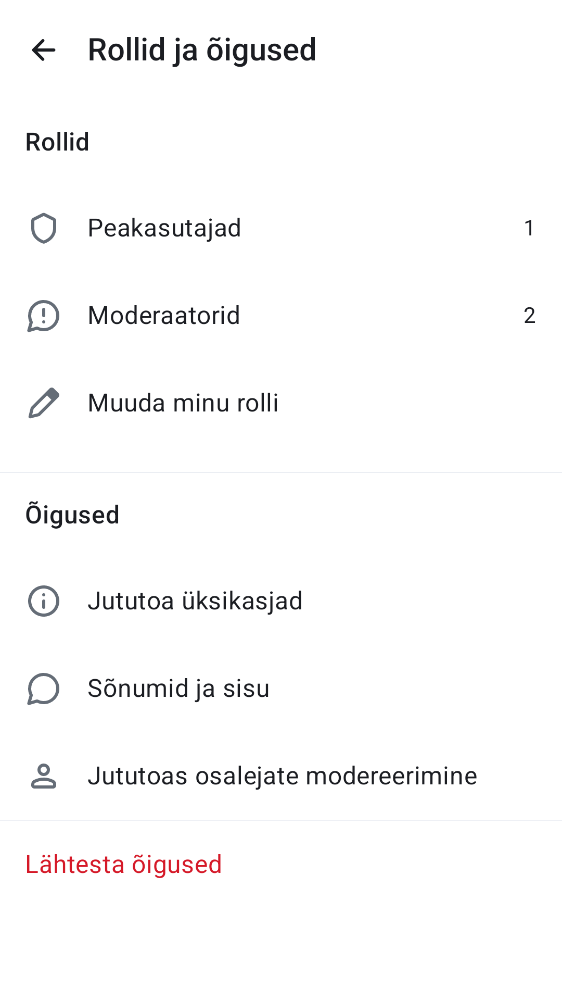 Rollid ja õigused
Rollid
Peakasutajad 1
Moderaatorid 2
Muuda minu rolli
Õigused
Jututoa üksikasjad
Sõnumid ja sisu
Jututoas osalejate modereerimine
Lähtesta õigused